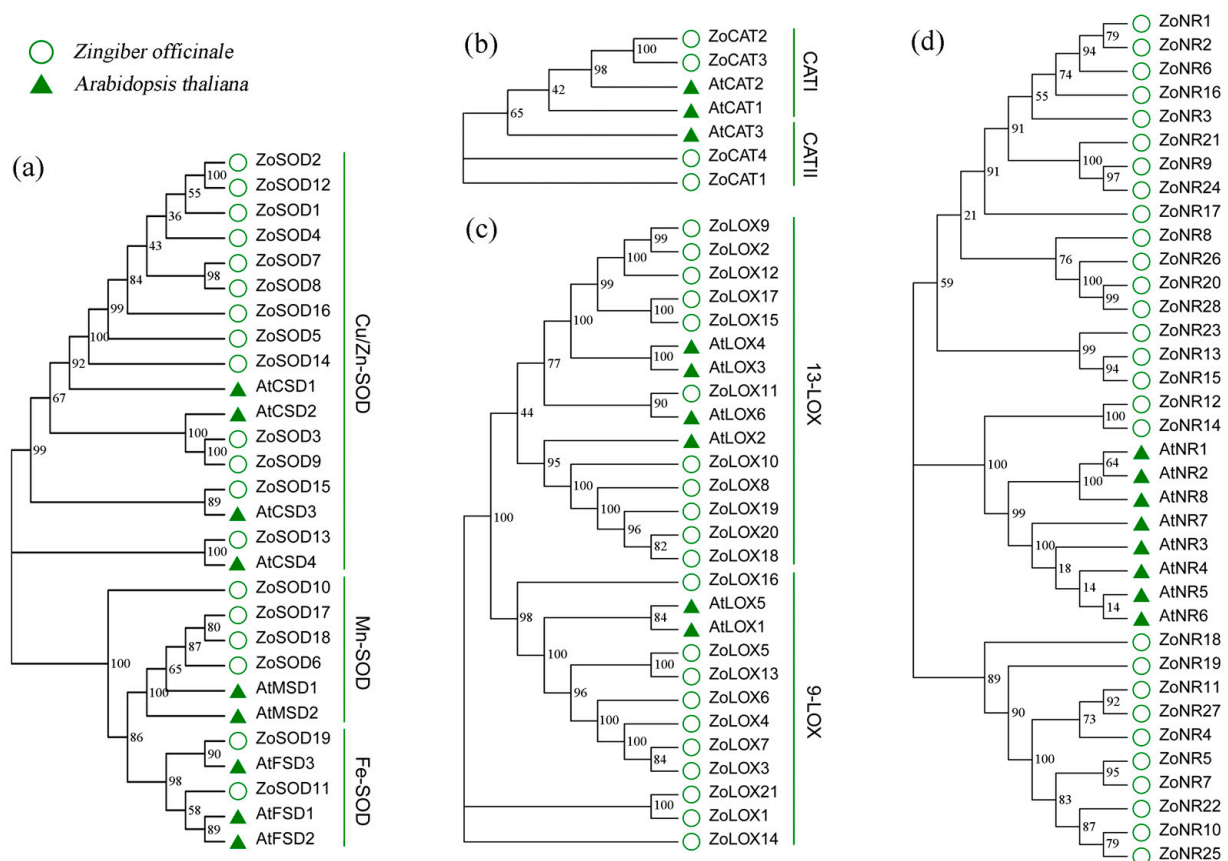 Zingiber officinale
Arabidopsis thaliana
(a)
ZoSOD2
ZoSOD12
ZoSOD1
ZoSOD4
ZoSOD7
ZoSOD8
ZoSOD16
ZoSOD5
ZoSOD14
AtCSD1
AtCSD2
ZoSOD3
ZoSOD9
ZoSOD15
AtCSD3
ZoSOD13
AtCSD4
ZoSOD10
ZoSOD17
ZoSOD18
ZoSOD6
AtMSD1
AtMSD2
ZoSOD19
AtFSD3
ZoSOD11
AtFSD1
AtFSD2
100
55
36
43
98
84
99
100
92
67
100
100
99
89
100
80
87
65
100
100
86
90
98
58
89
Cu/Zn-SOD
Mn-SOD
Fe-SOD
(b)
ZoCAT2
ZoCAT3
AtCAT2
AtCAT1
AtCAT3
ZoCAT4
ZoCAT1
100
98
42
65
CATI
CATII
(c)
ZoLOX9
ZoLOX2
ZoLOX12
ZoLOX17
ZoLOX15
AtLOX4
AtLOX3
ZoLOX11
AtLOX6
AtLOX2
ZoLOX10
ZoLOX8
ZoLOX19
ZoLOX20
ZoLOX18
ZoLOX16
AtLOX5
AtLOX1
ZoLOX5
ZoLOX13
ZoLOX6
ZoLOX4
ZoLOX7
ZoLOX3
ZoLOX21
ZoLOX1
ZoLOX14
99
100
99
100
100
100
77
90
44
95
100
100
96
82
100
98
84
100
100
96
100
100
84
100
13-LOX
9-LOX
(d)
ZoNR1
ZoNR2
ZoNR6
ZoNR16
ZoNR3
ZoNR21
ZoNR9
ZoNR24
ZoNR17
ZoNR8
ZoNR26
ZoNR20
ZoNR28
ZoNR23
ZoNR13
ZoNR15
ZoNR12
ZoNR14
AtNR1
AtNR2
AtNR8
AtNR7
AtNR3
AtNR4
AtNR5
AtNR6
ZoNR18
ZoNR19
ZoNR11
ZoNR27
ZoNR4
ZoNR5
ZoNR7
ZoNR22
ZoNR10
ZoNR25
79
94
74
55
91
100
97
91
21
76
100
99
59
99
94
100
100
64
100
99
100
18
14
14
89
90
92
73
100
95
83
87
79